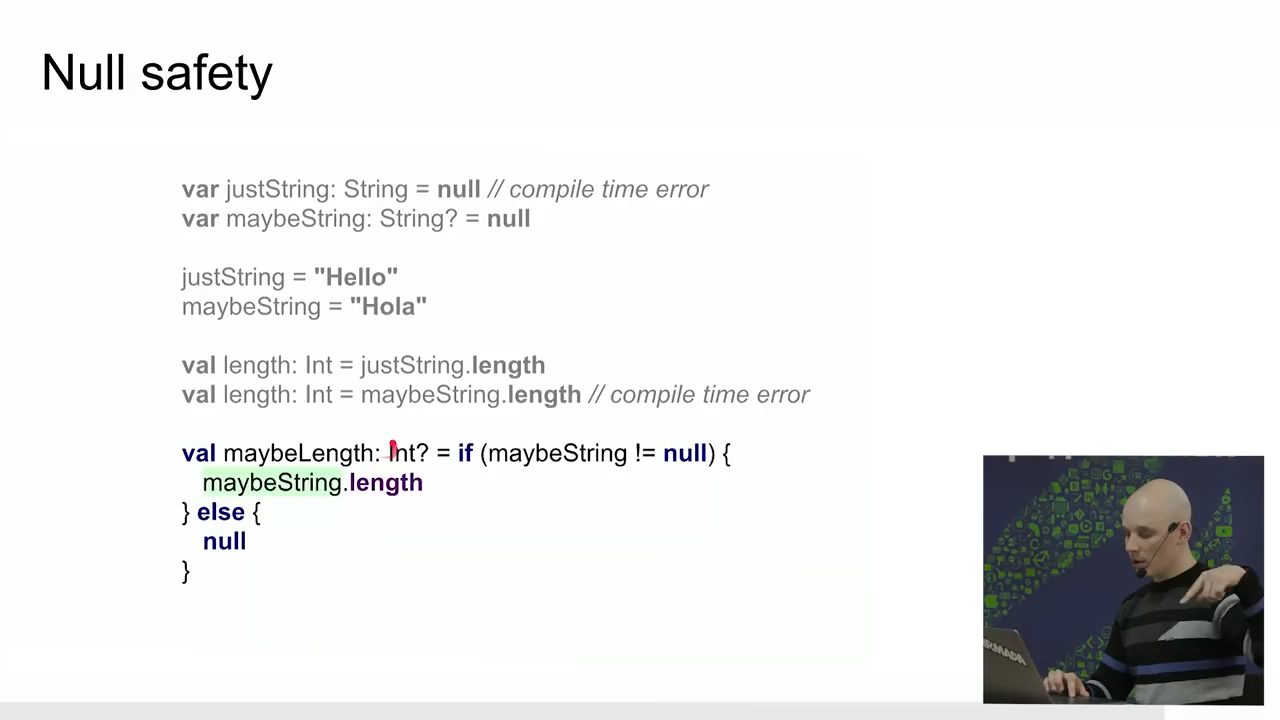 Null safety
var justString: String = null // compile time error
var maybeString: String? = null
justString = "Hello"
maybeString = "Hola"
val length: Int = justString.length
val length: Int = maybeString.length // compile time error
val maybeLength: Int? = if (maybeString != null) {
maybeString.length
} else {
null
}